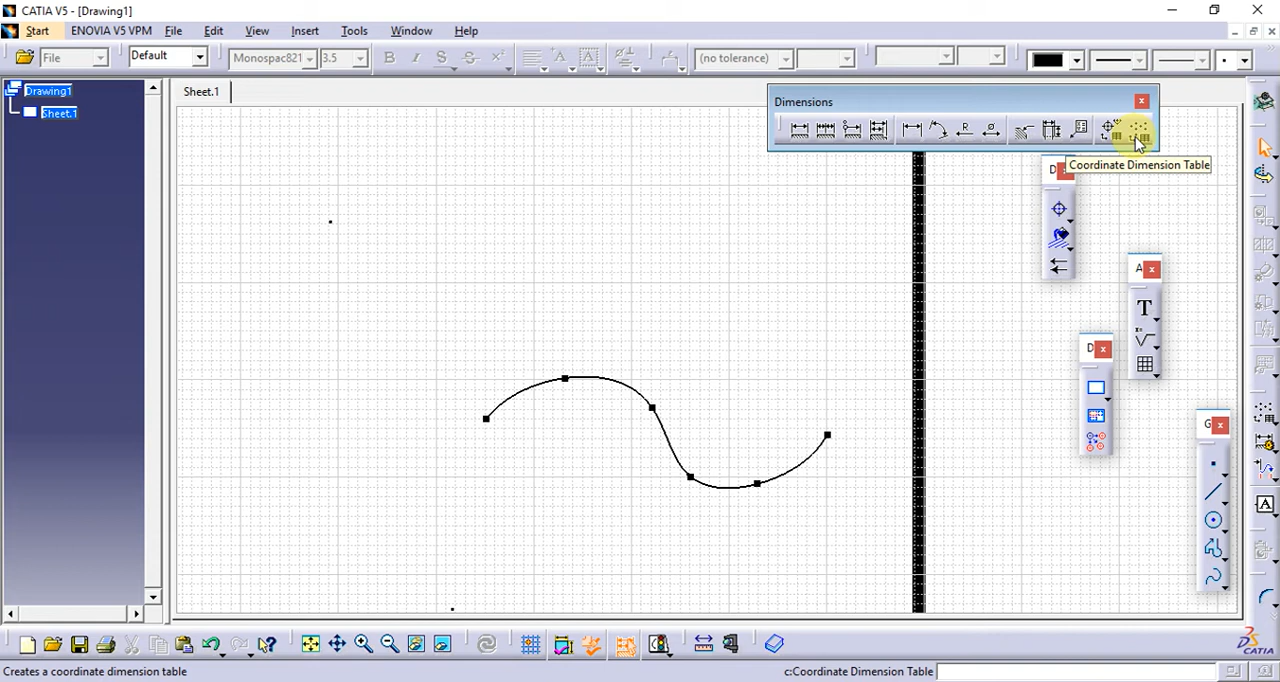 CATIA V5 - [Drawing1]
Start ENOVIA V5 VPM File Edit View Insert Tools Window Help
File Default Monospac821 3.5 B I S S X (no tolerance)
Drawing1
Sheet.1
Sheet.1
Dimensions
Coordinate Dimension Table
D
A
T
D
G
A
CATIA
Creates a coordinate dimension table
c:Coordinate Dimension Table